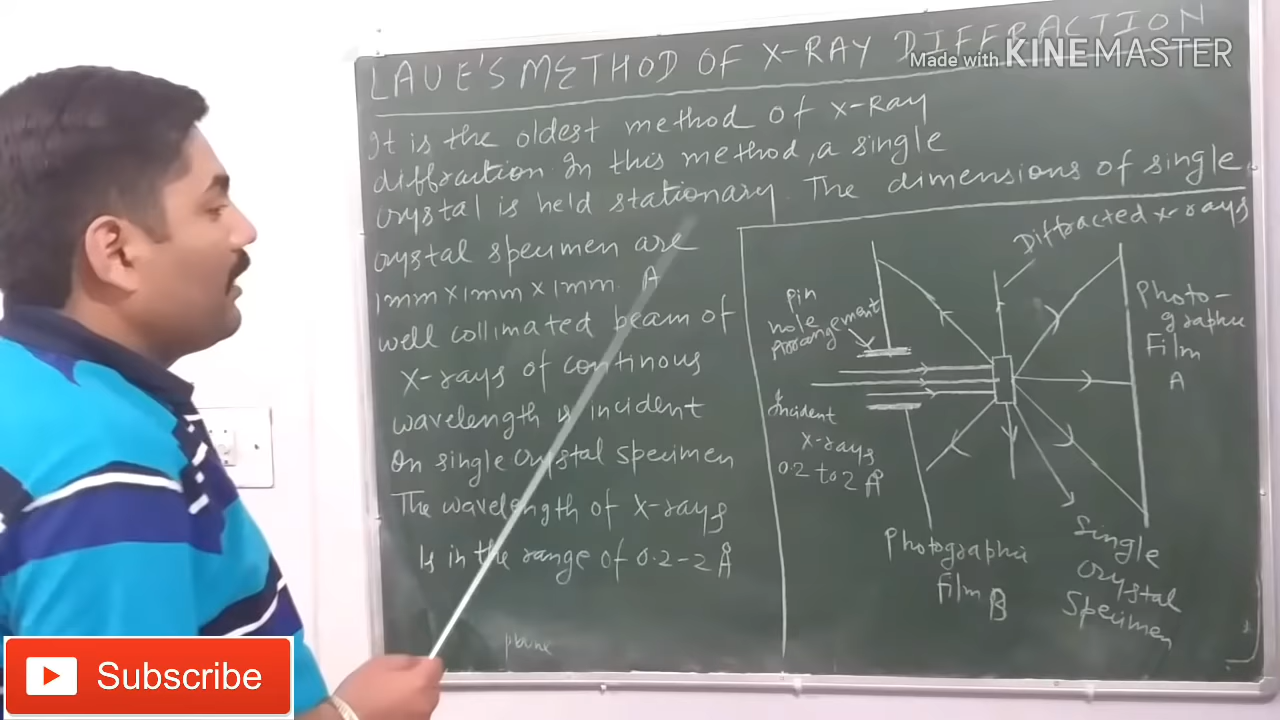 LAUE'S METHOD OF X-RAY DIFFRACTION
Made with KINEMASTER
It is the oldest method of X-Ray
diffraction. In this method, a single
crystal is held stationary. The dimensions of single
crystal specimen are
1mm x 1mm x 1mm. A
well collimated beam of
X-rays of continous
wavelength is incident
On single crystal specimen
The wavelength of X-rays
Is in the range of 0.2-2 Å
plane
Diffracted x-rays
Pin
hole
Arrangement
Photo-
graphic
Film
A
Incident
X-rays
0.2 to 2 Å
Photographic
Film B
Single
Crystal
Specimen
Subscribe